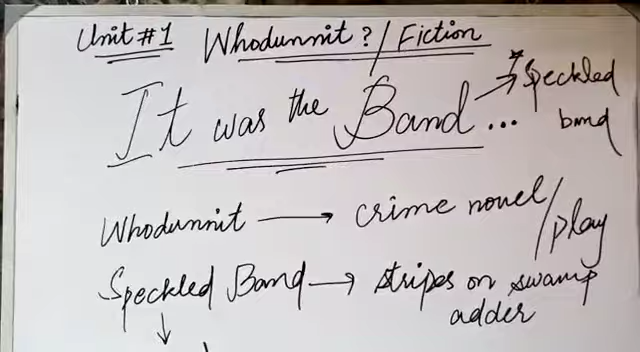 Unit #1 Whodunnit? / Fiction
It was the Band... → *Speckled band
Whodunnit → crime novel / play
Speckled Band → stripes on swamp adder
↓